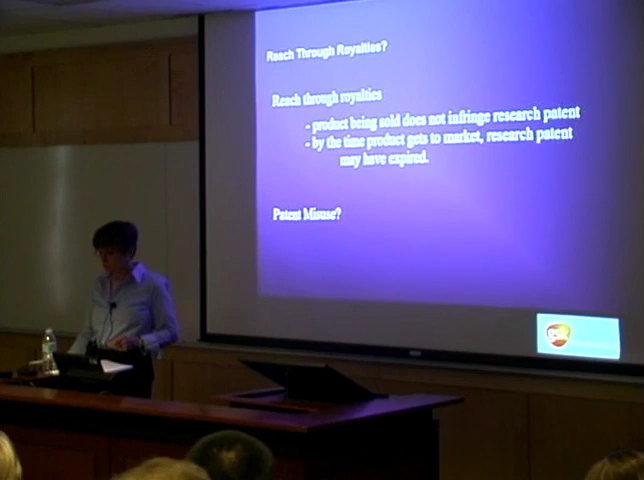 Reach Through Royalties?
Reach through royalties
- product being sold does not infringe research patent
- by the time product gets to market, research patent
may have expired.
Patent Misuse?
gsk